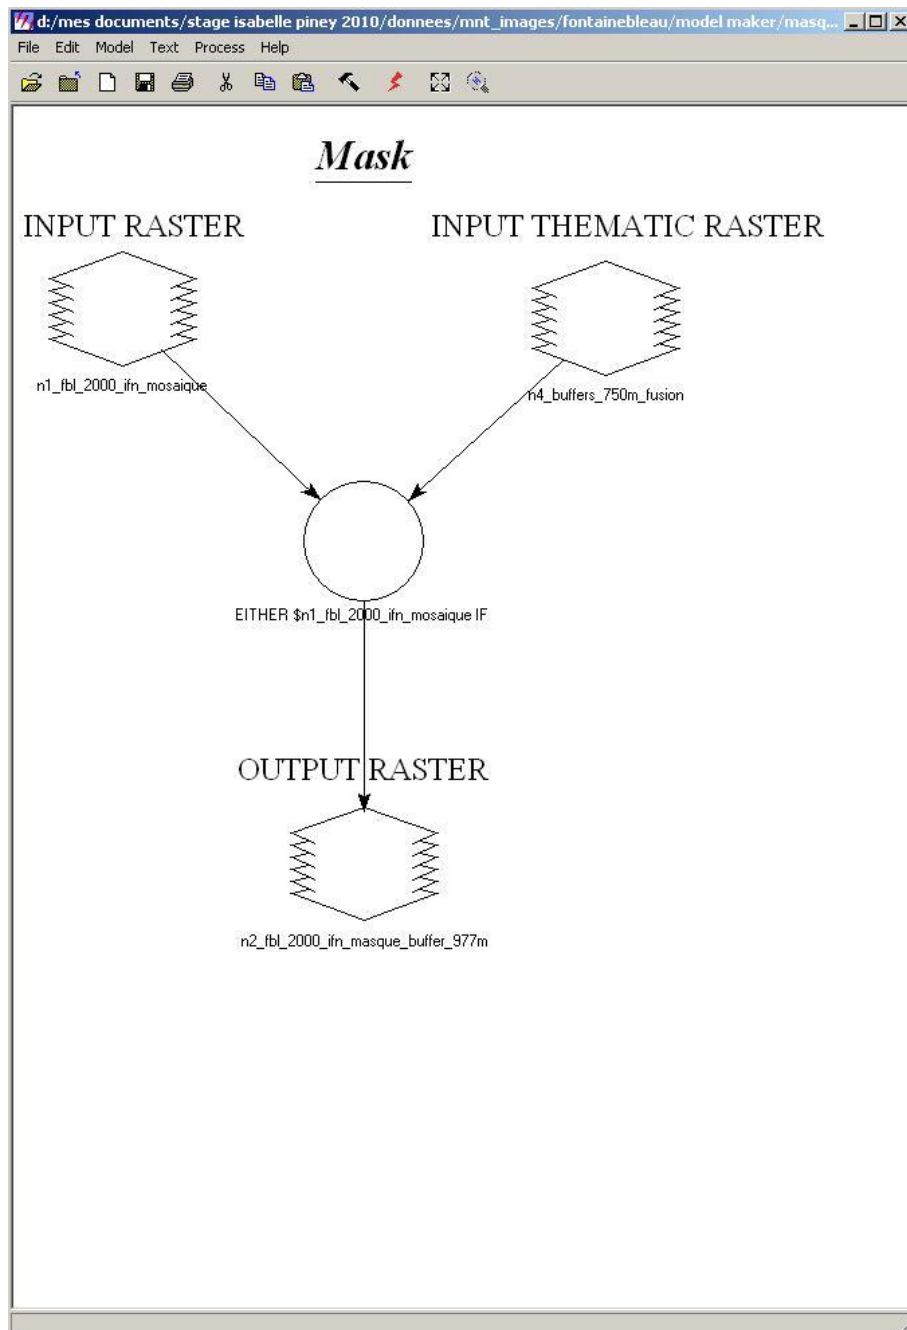 d:/mes documents/stage isabelle piney 2010/donnees/mnt_images/fontainebleau/model maker/masq...
File Edit Model Text Process Help
Mask
INPUT RASTER
INPUT THEMATIC RASTER
n1_fbl_2000_ifn_mosaique
n4_buffers_750m_fusion
EITHER $n1_fbl_2000_ifn_mosaique IF
OUTPUT RASTER
n2_fbl_2000_ifn_masque_buffer_977m